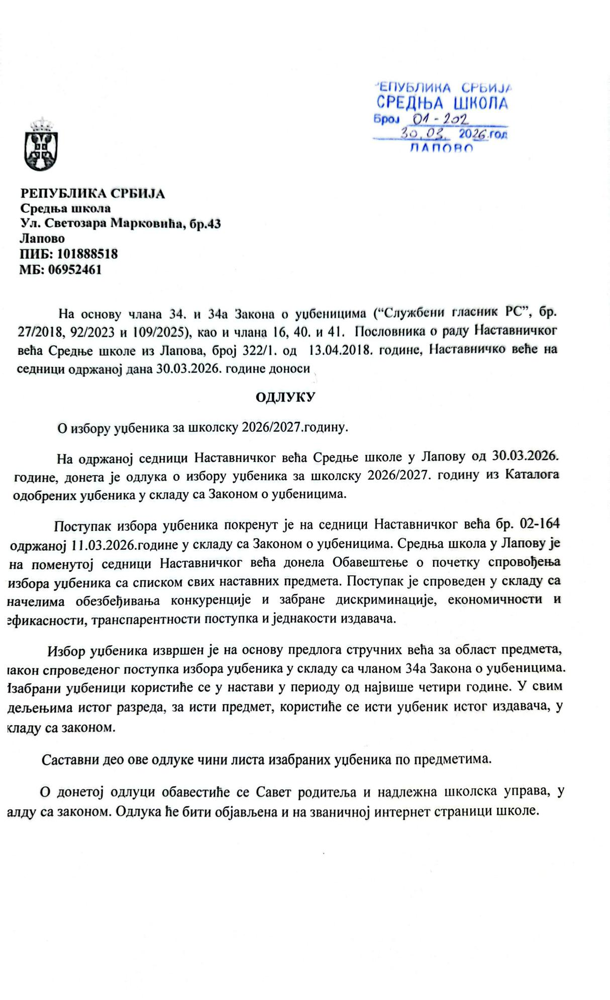 РЕПУБЛИКА СРБИЈА
СРЕДЊА ШКОЛА
Број 01-202
30.03. 2026.год
ЛАПОВО
РЕПУБЛИКА СРБИЈА
Средња школа
Ул. Светозара Марковића, бр.43
Лапово
ПИБ: 101888518
МБ: 06952461
На основу члана 34. и 34а Закона о уџбеницима (“Службени гласник РС”, бр.
27/2018, 92/2023 и 109/2025), као и члана 16, 40. и 41. Пословника о раду Наставничког
већа Средње школе из Лапова, број 322/1. од 13.04.2018. године, Наставничко веће на
седници одржаној дана 30.03.2026. године доноси
ОДЛУКУ
О избору уџбеника за школску 2026/2027.годину.
На одржаној седници Наставничког већа Средње школе у Лапову од 30.03.2026.
године, донета је одлука о избору уџбеника за школску 2026/2027. годину из Каталога
одобрених уџбеника у складу са Законом о уџбеницима.
Поступак избора уџбеника покренут је на седници Наставничког већа бр. 02-164
одржаној 11.03.2026.године у складу са Законом о уџбеницима. Средња школа у Лапову је
на поменутој седници Наставничког већа донела Обавештење о почетку спровођења
избора уџбеника са списком свих наставних предмета. Поступак је спроведен у складу са
начелима обезбеђивања конкуренције и забране дискриминације, економичности и
ефикасности, транспарентности поступка и једнакости издавача.
Избор уџбеника извршен је на основу предлога стручних већа за област предмета,
након спроведеног поступка избора уџбеника у складу са чланом 34а Закона о уџбеницима.
Изабрани уџбеници користиће се у настави у периоду од највише четири године. У свим
дељењима истог разреда, за исти предмет, користиће се исти уџбеник истог издавача, у
кладу са законом.
Саставни део ове одлуке чини листа изабраних уџбеника по предметима.
О донетој одлуци обавестиће се Савет родитеља и надлежна школска управа, у
алду са законом. Одлука ће бити објављена и на званичној интернет страници школе.